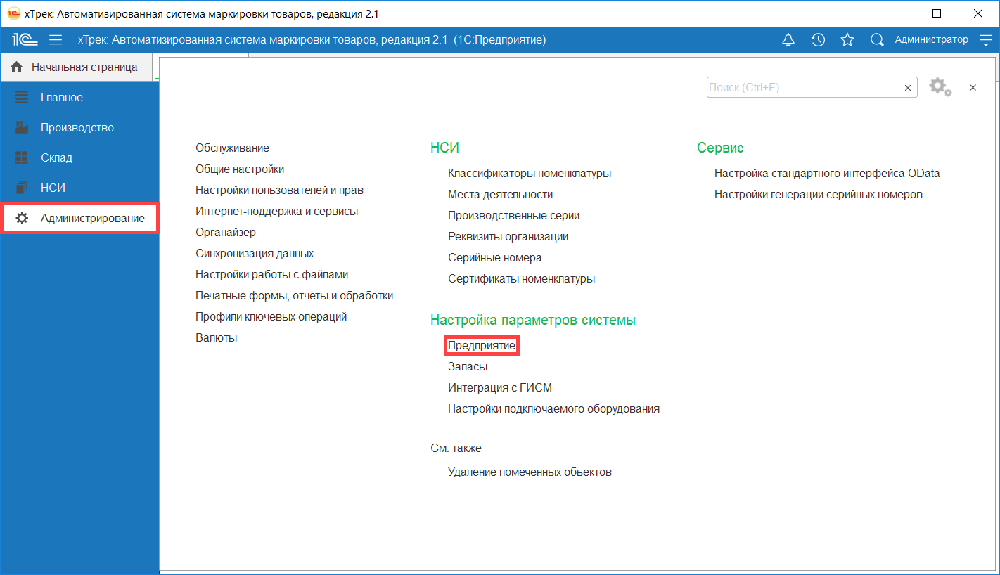 хТрек: Автоматизированная система маркировки товаров, редакция 2.1
1С хТрек: Автоматизированная система маркировки товаров, редакция 2.1 (1С:Предприятие) Администратор
Начальная страница
Главное
Производство
Склад
НСИ
Администрирование
Поиск (Ctrl+F)
Обслуживание
Общие настройки
Настройки пользователей и прав
Интернет-поддержка и сервисы
Органайзер
Синхронизация данных
Настройки работы с файлами
Печатные формы, отчеты и обработки
Профили ключевых операций
Валюты
НСИ
Классификаторы номенклатуры
Места деятельности
Производственные серии
Реквизиты организации
Серийные номера
Сертификаты номенклатуры
Настройка параметров системы
Предприятие
Запасы
Интеграция с ГИСМ
Настройки подключаемого оборудования
См. также
Удаление помеченных объектов
Сервис
Настройка стандартного интерфейса OData
Настройки генерации серийных номеров